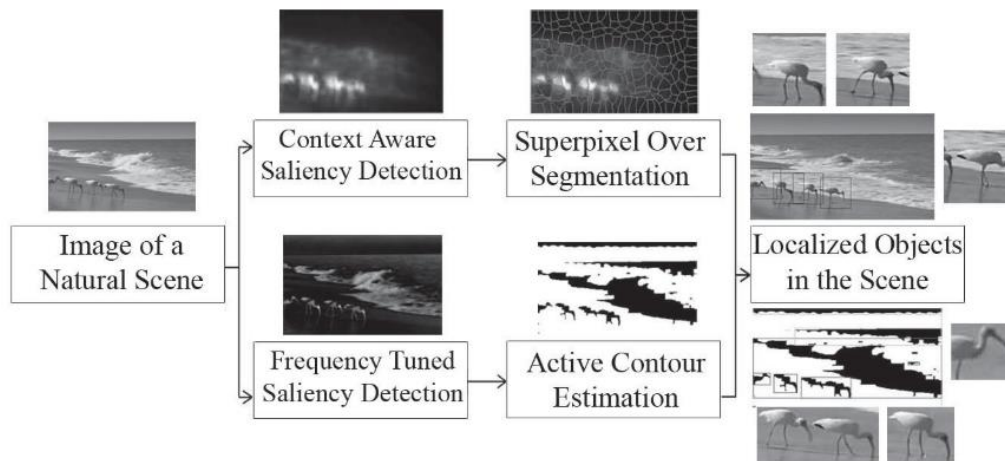 Context Aware
Saliency Detection
Superpixel Over
Segmentation
Image of a
Natural Scene
Localized Objects
in the Scene
Frequency Tuned
Saliency Detection
Active Contour
Estimation